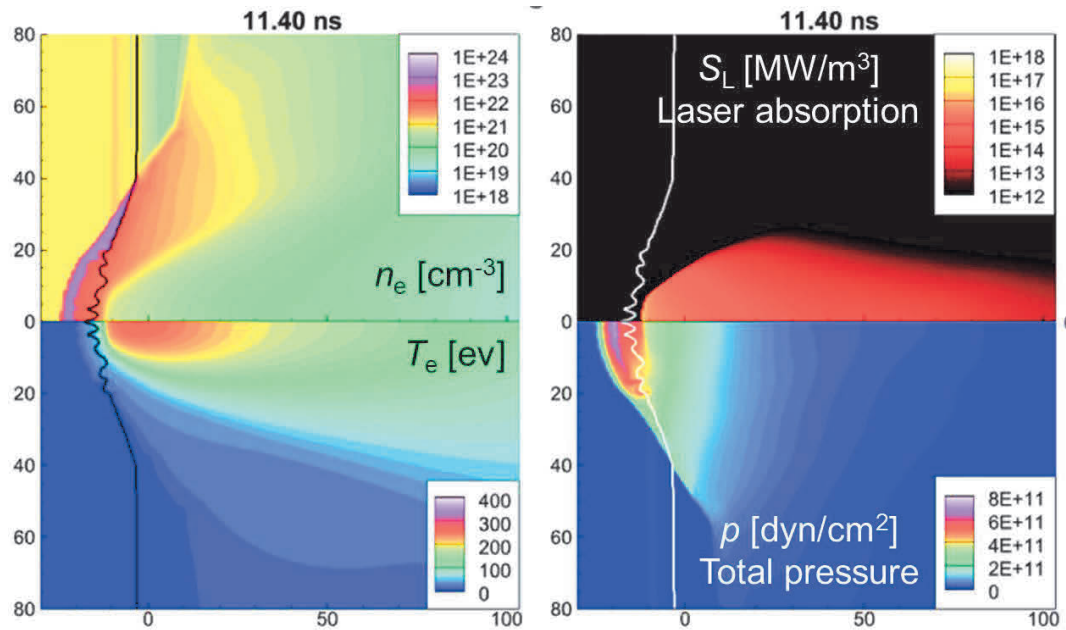 11.40 ns
80
60
40
20
0
20
40
60
80
0
50
100
1E+24
1E+23
1E+22
1E+21
1E+20
1E+19
1E+18
nₑ [cm⁻³]
Tₑ [ev]
400
300
200
100
0
11.40 ns
80
60
40
20
0
20
40
60
80
0
50
100
S_L [MW/m³]
Laser absorption
1E+18
1E+17
1E+16
1E+15
1E+14
1E+13
1E+12
p [dyn/cm²]
Total pressure
8E+11
6E+11
4E+11
2E+11
0